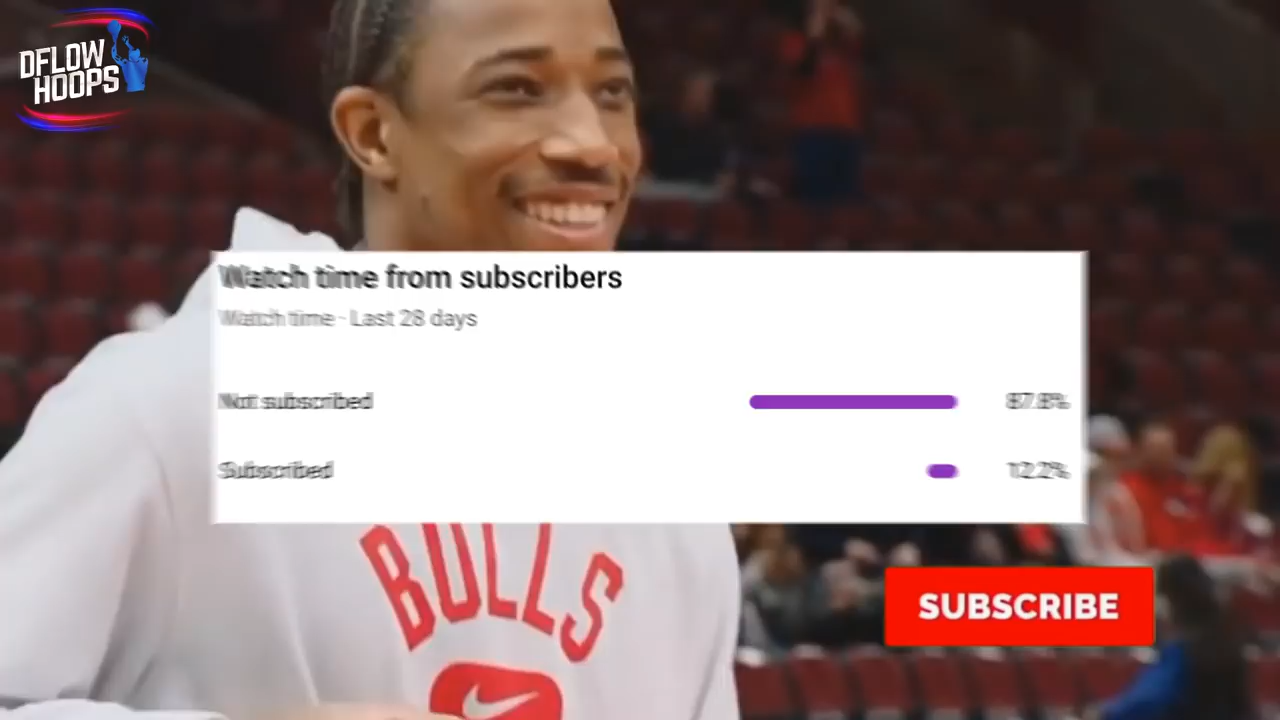 DFLOW
HOOPS
Watch time from subscribers
Watch time · Last 28 days
Not subscribed
87.8%
Subscribed
12.2%
BULLS
SUBSCRIBE